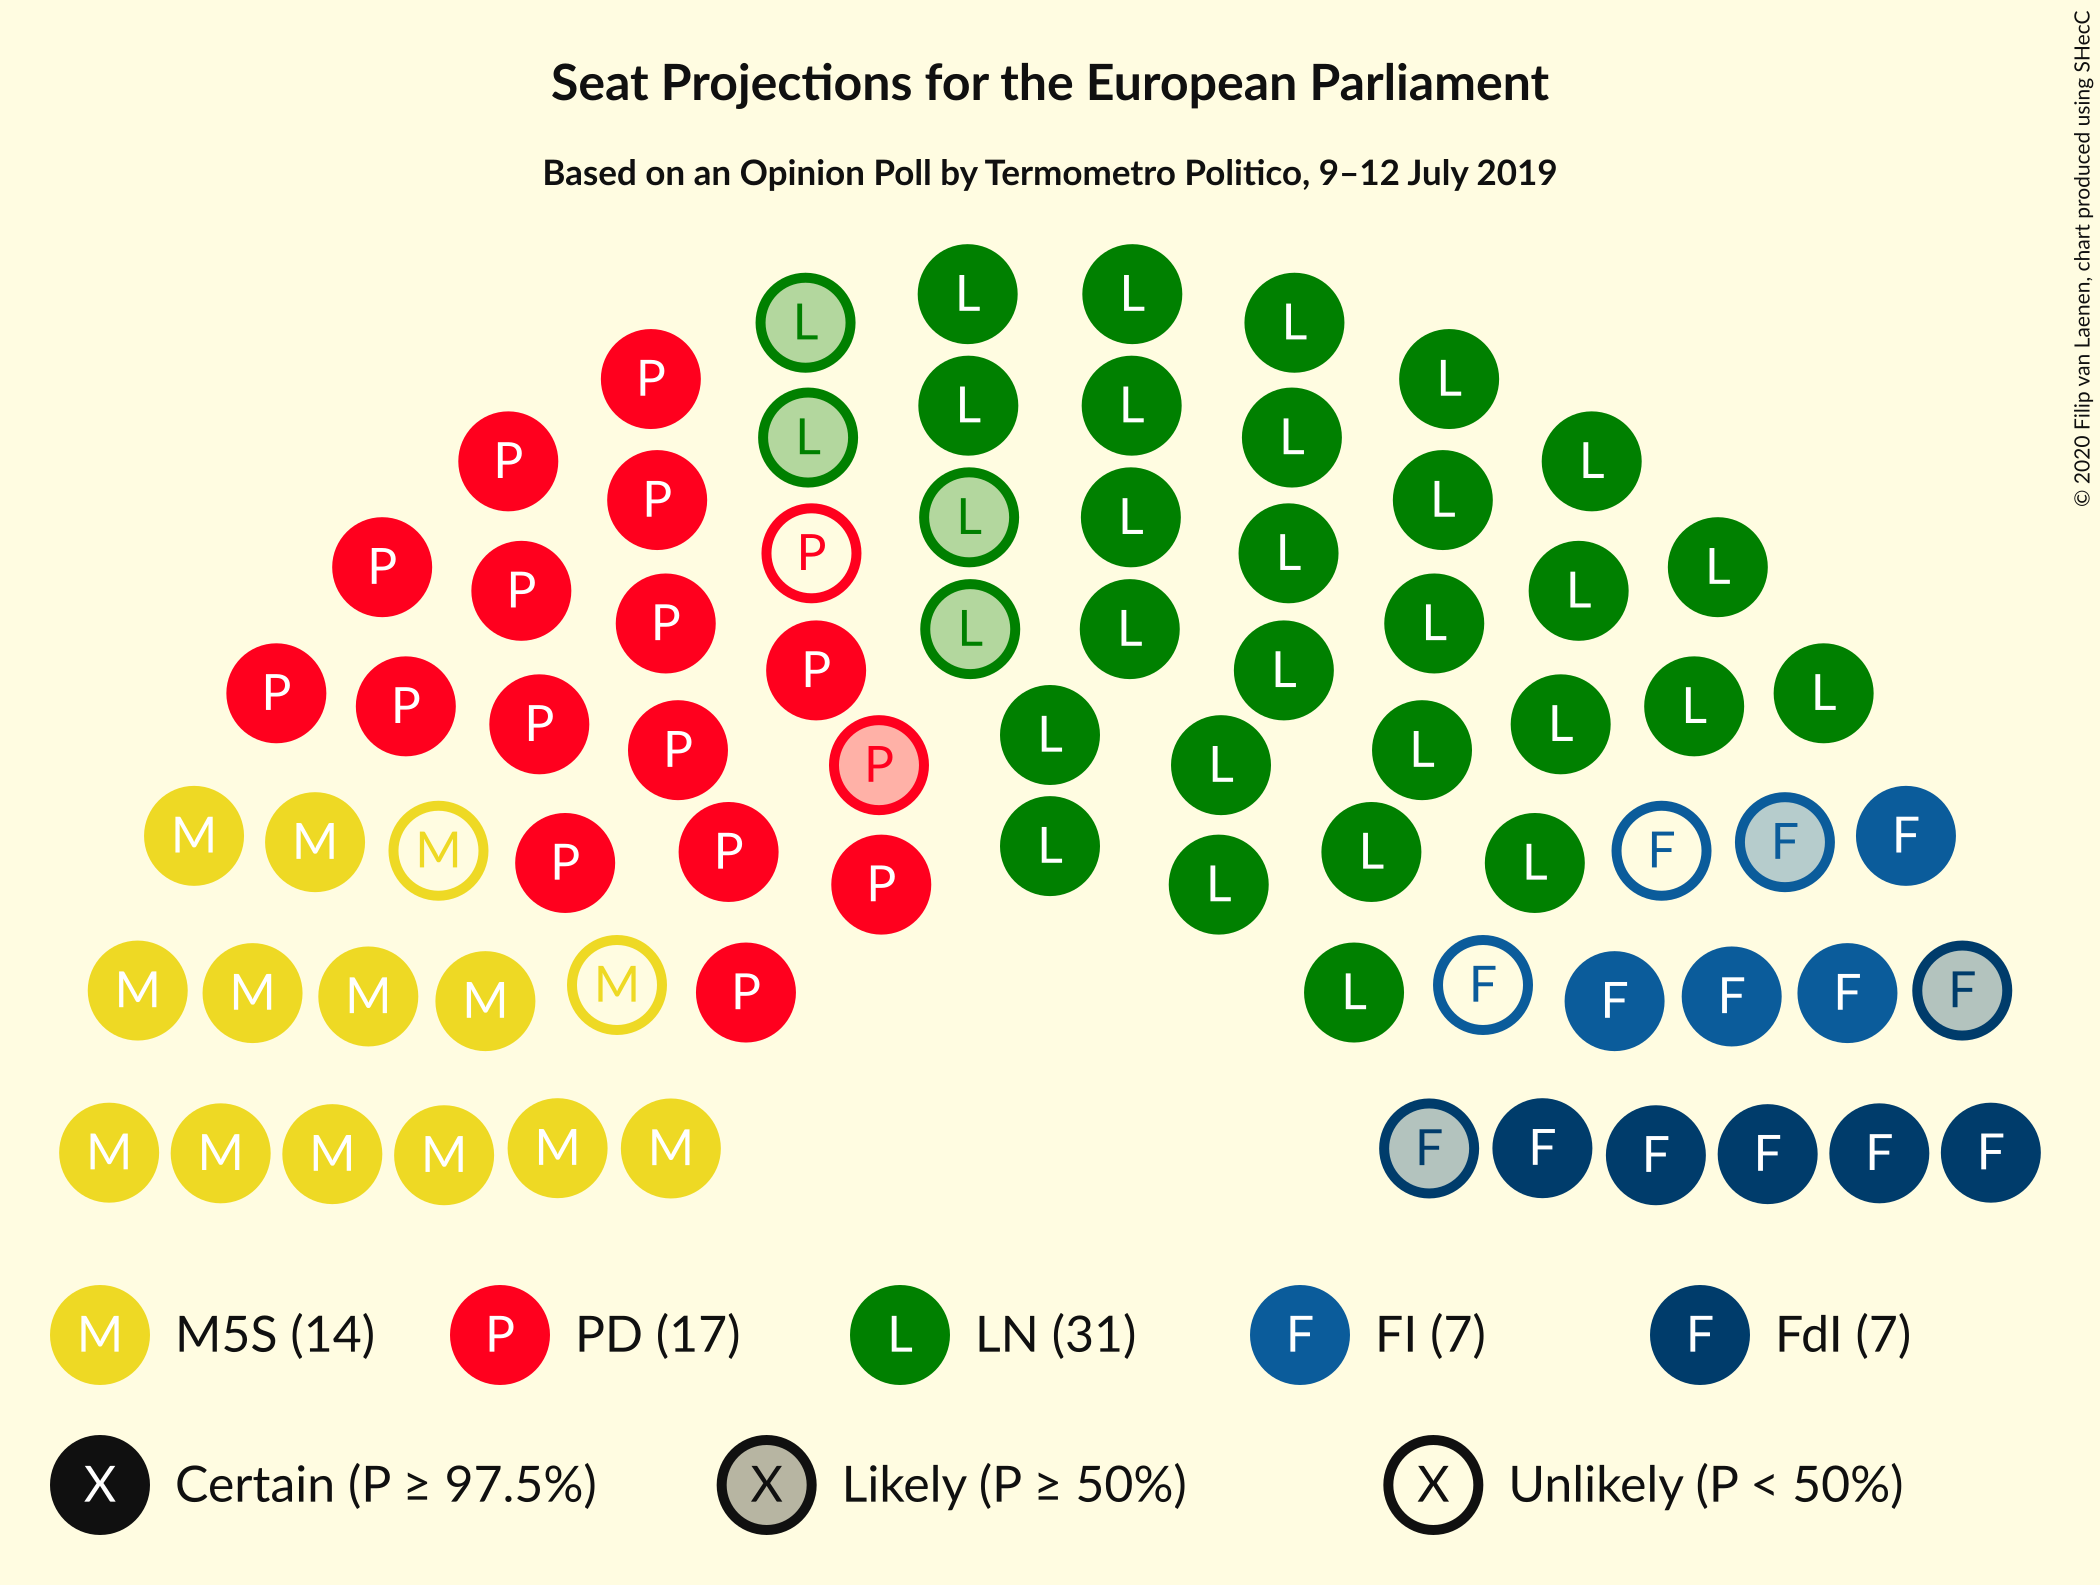 Seat Projections for the European Parliament
Based on an Opinion Poll by Termometro Politico, 9–12 July 2019
© 2020 Filip van Laenen, chart produced using SHecC
L L L L
P L
L L L L
P P
P L L
P L L L
P P L L
P L L
P L L L
P P L L
P P L L
P P L L
P L L L
M M M P P P L L L L F F F
M M M M M P L F F F F F
M M M M M M F F F F F F
M M5S (14) P PD (17) L LN (31) F FI (7) F FdI (7)
X Certain (P ≥ 97.5%) X Likely (P ≥ 50%) X Unlikely (P < 50%)